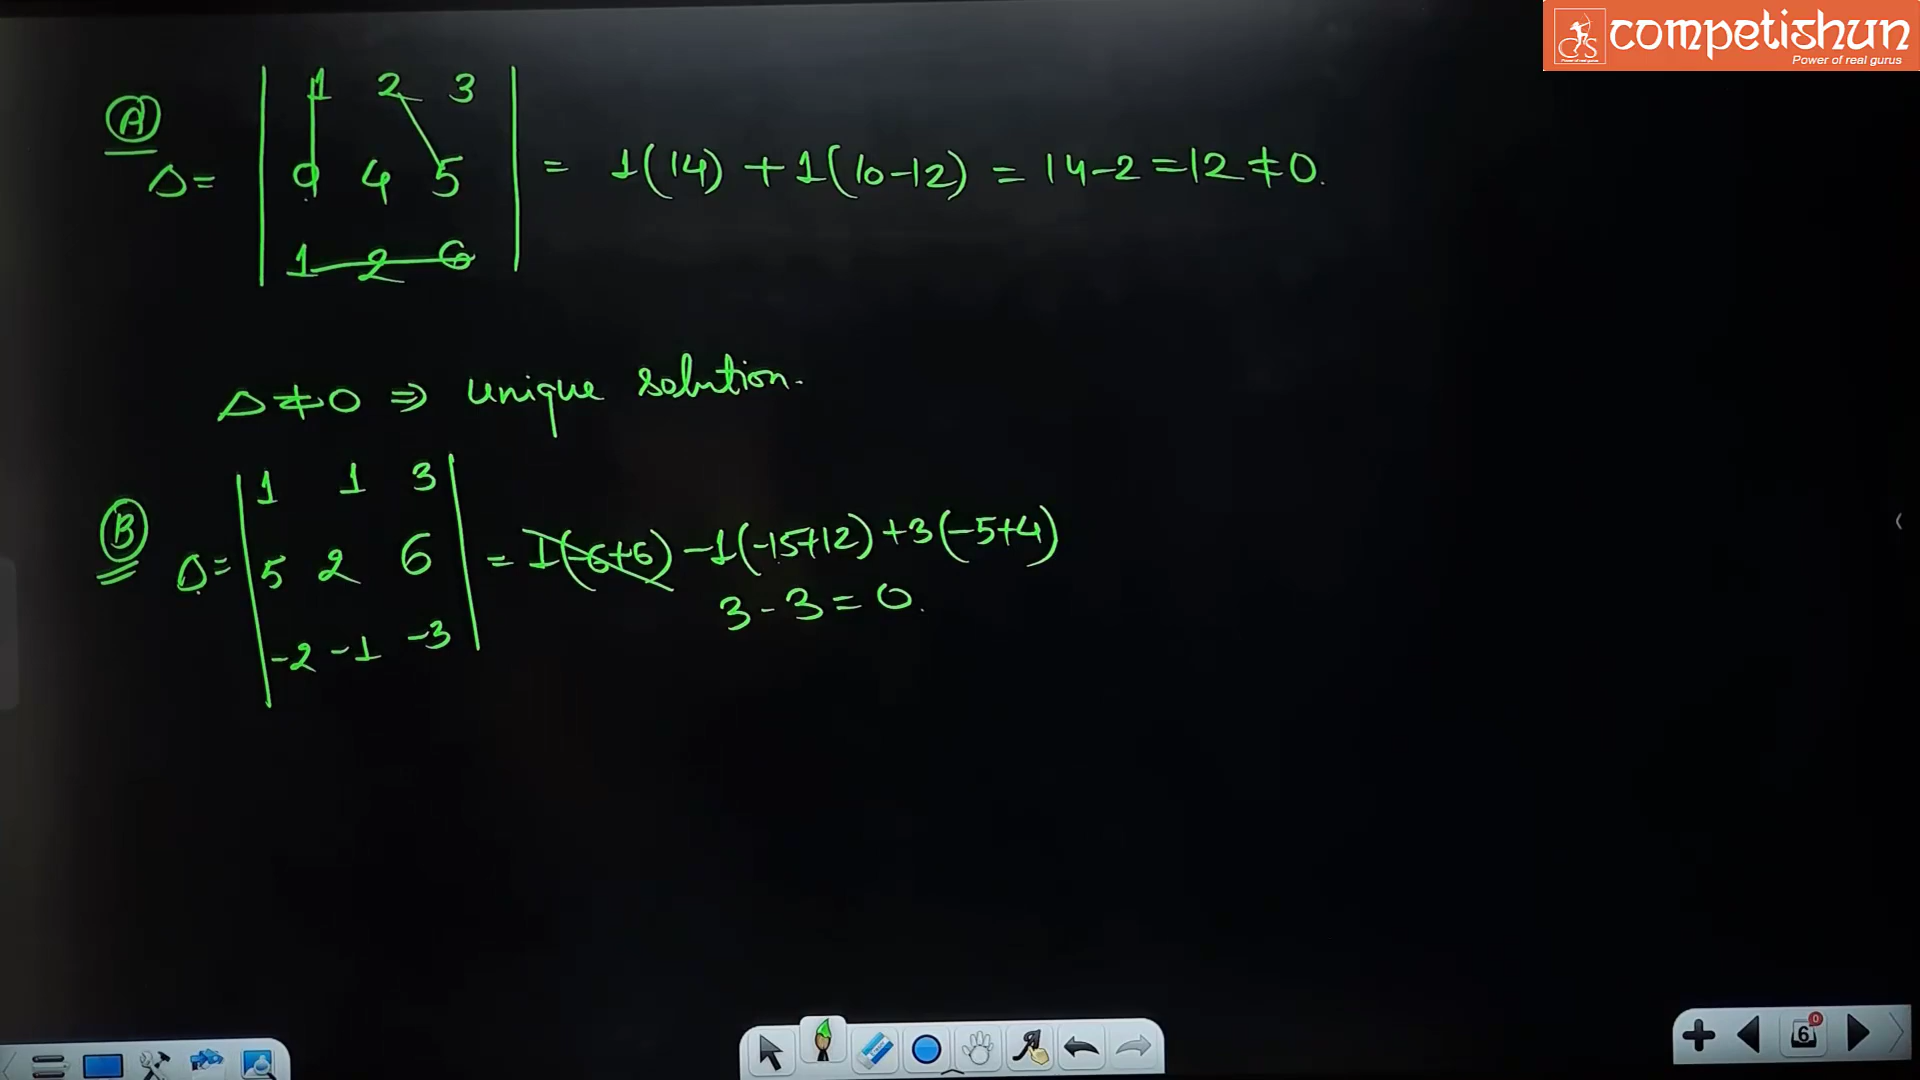 competishun
Power of real gurus
A
Δ = | 1 2 3 |
| 0 4 5 | = 1(14) + 1(10-12) = 14-2 = 12 ≠ 0.
| 1 2 6 |
Δ ≠ 0 ⇒ unique solution.
B
| 1 1 3 |
Δ = | 5 2 6 | = 1(-6+6) -1(-15+12) +3(-5+4)
3-3 = 0.
| -2 -1 -3 |
6
0